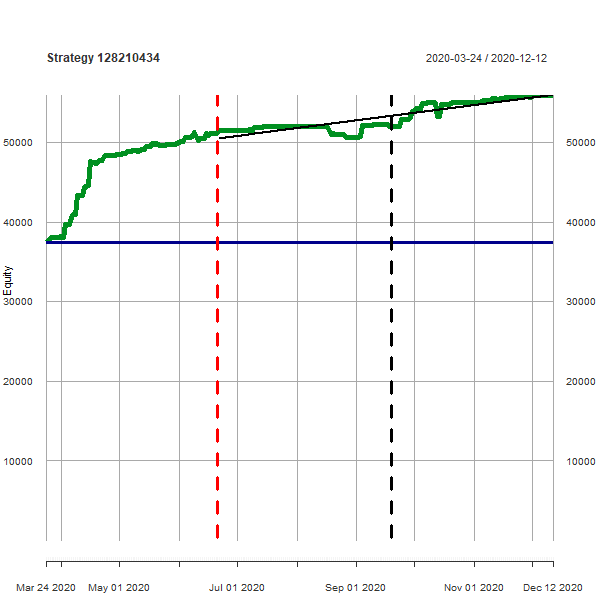 Strategy 128210434
2020-03-24 / 2020-12-12
50000
50000
40000
40000
Equity
30000
30000
20000
20000
10000
10000
Mar 24 2020
May 01 2020
Jul 01 2020
Sep 01 2020
Nov 01 2020
Dec 12 2020